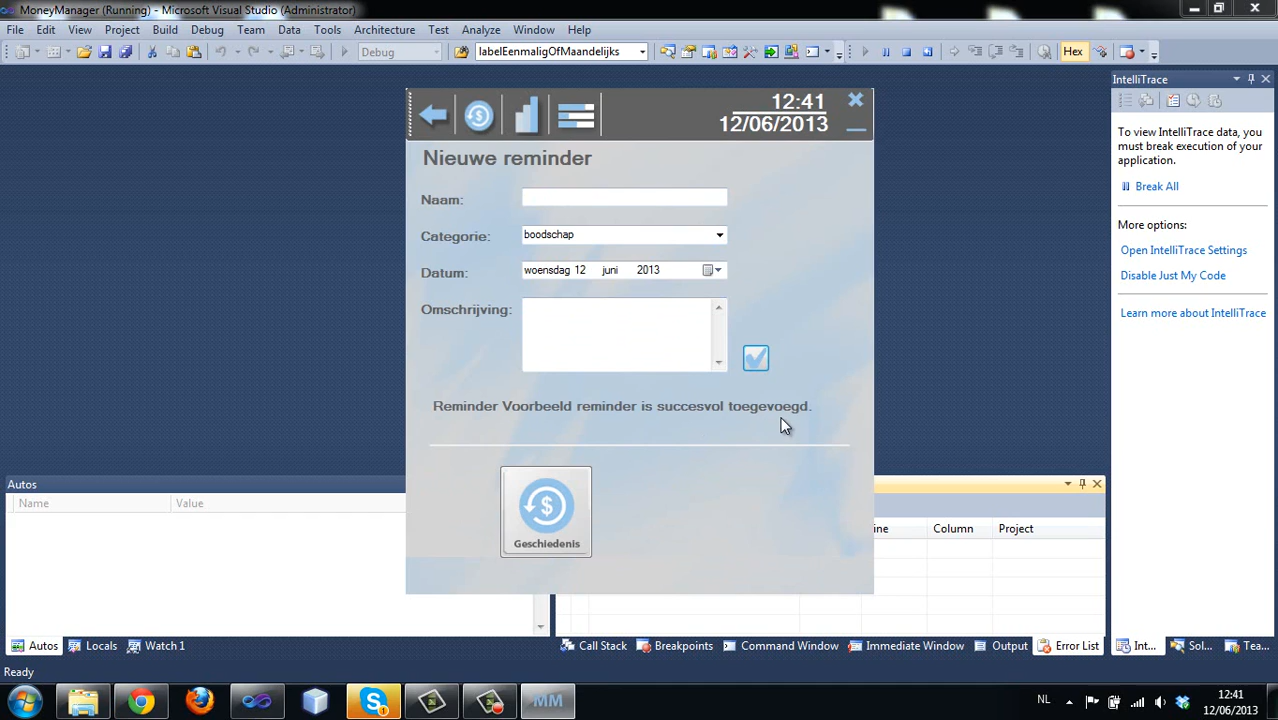 MoneyManager (Running) - Microsoft Visual Studio (Administrator)
File Edit View Project Build Debug Team Data Tools Architecture Test Analyze Window Help
Debug labelEenmaligOfMaandelijks Hex
IntelliTrace
To view IntelliTrace data, you
must break execution of your
application.
Break All
More options:
Open IntelliTrace Settings
Disable Just My Code
Learn more about IntelliTrace
12:41
12/06/2013
Nieuwe reminder
Naam:
Categorie: boodschap
Datum: woensdag 12 juni 2013
Omschrijving:
Reminder Voorbeeld reminder is succesvol toegevoegd.
$
Geschiedenis
Autos
Name Value
Column Project
Autos Locals Watch 1
Call Stack Breakpoints Command Window Immediate Window Output Error List Int... Sol... Tea...
Ready
MM
NL
12:41
12/06/2013